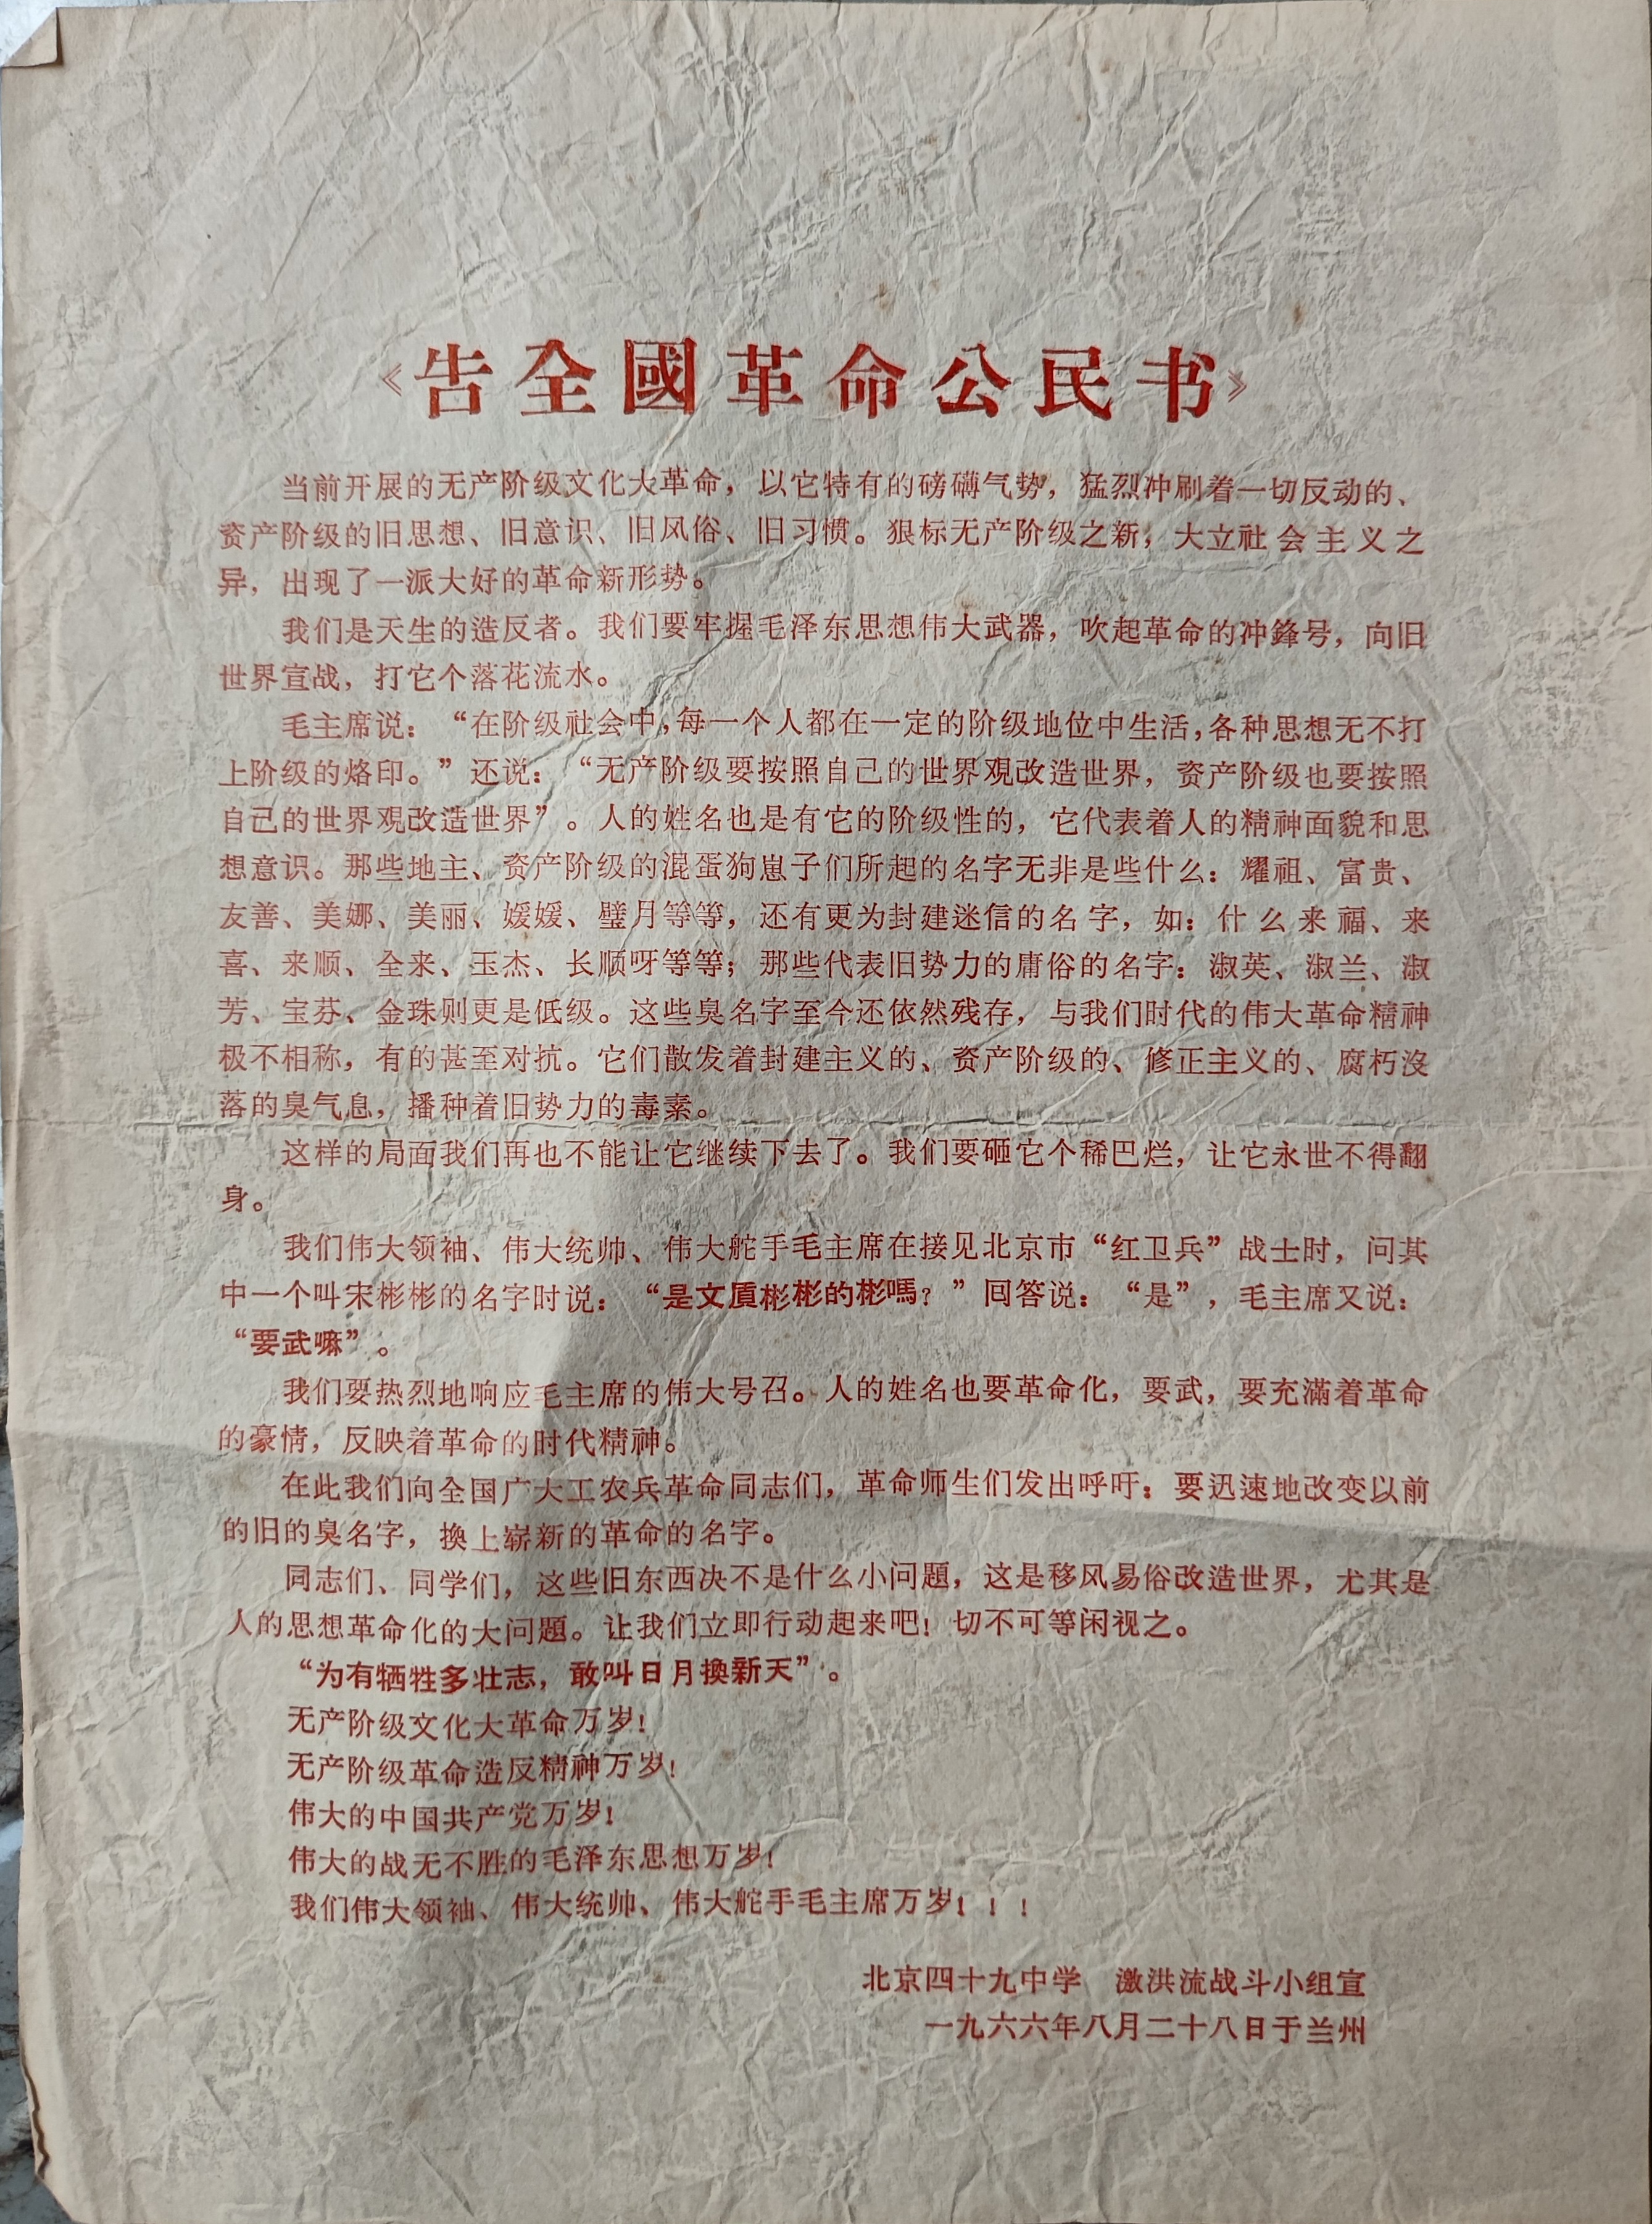 《告全國革命公民书》
当前开展的无产阶级文化大革命，以它特有的磅礴气势，猛烈冲刷着一切反动的、
资产阶级的旧思想、旧意识、旧风俗、旧习惯。狠标无产阶级之新，大立社会主义之
异，出现了一派大好的革命新形势。
我们是天生的造反者。我们要牢握毛泽东思想伟大武器，吹起革命的冲鋒号，向旧
世界宣战，打它个落花流水。
毛主席说：“在阶级社会中，每一个人都在一定的阶级地位中生活，各种思想无不打
上阶级的烙印。”还说：“无产阶级要按照自己的世界观改造世界，资产阶级也要按照
自己的世界观改造世界”。人的姓名也是有它的阶级性的，它代表着人的精神面貌和思
想意识。那些地主、资产阶级的混蛋狗崽子们所起的名字无非是些什么：耀祖、富贵、
友善、美娜、美丽、媛媛、璧月等等，还有更为封建迷信的名字，如：什么来福、来
喜、来顺、全来、玉杰、长顺呀等等；那些代表旧势力的庸俗的名字：淑英、淑兰、淑
芳、宝芬、金珠则更是低级。这些臭名字至今还依然残存，与我们时代的伟大革命精神
极不相称，有的甚至对抗。它们散发着封建主义的、资产阶级的、修正主义的、腐朽沒
落的臭气息，播种着旧势力的毒素。
这样的局面我们再也不能让它继续下去了。我们要砸它个稀巴烂，让它永世不得翻
身。
我们伟大领袖、伟大统帅、伟大舵手毛主席在接见北京市“红卫兵”战士时，问其
中一个叫宋彬彬的名字时说：“是文質彬彬的彬嗎？”回答说：“是”，毛主席又说：
“要武嘛”。
我们要热烈地响应毛主席的伟大号召。人的姓名也要革命化，要武，要充滿着革命
的豪情，反映着革命的时代精神。
在此我们向全国广大工农兵革命同志们，革命师生们发出呼吁：要迅速地改变以前
的旧的臭名字，换上崭新的革命的名字。
同志们、同学们，这些旧东西决不是什么小问題，这是移风易俗改造世界，尤其是
人的思想革命化的大问題。让我们立即行动起来吧！切不可等闲视之。
“为有牺牲多壮志，敢叫日月換新天”。
无产阶级文化大革命万岁！
无产阶级革命造反精神万岁！
伟大的中国共产党万岁！
伟大的战无不胜的毛泽东思想万岁！
我们伟大领袖、伟大统帅、伟大舵手毛主席万岁！！！
北京四十九中学　激洪流战斗小组宣
一九六六年八月二十八日于兰州